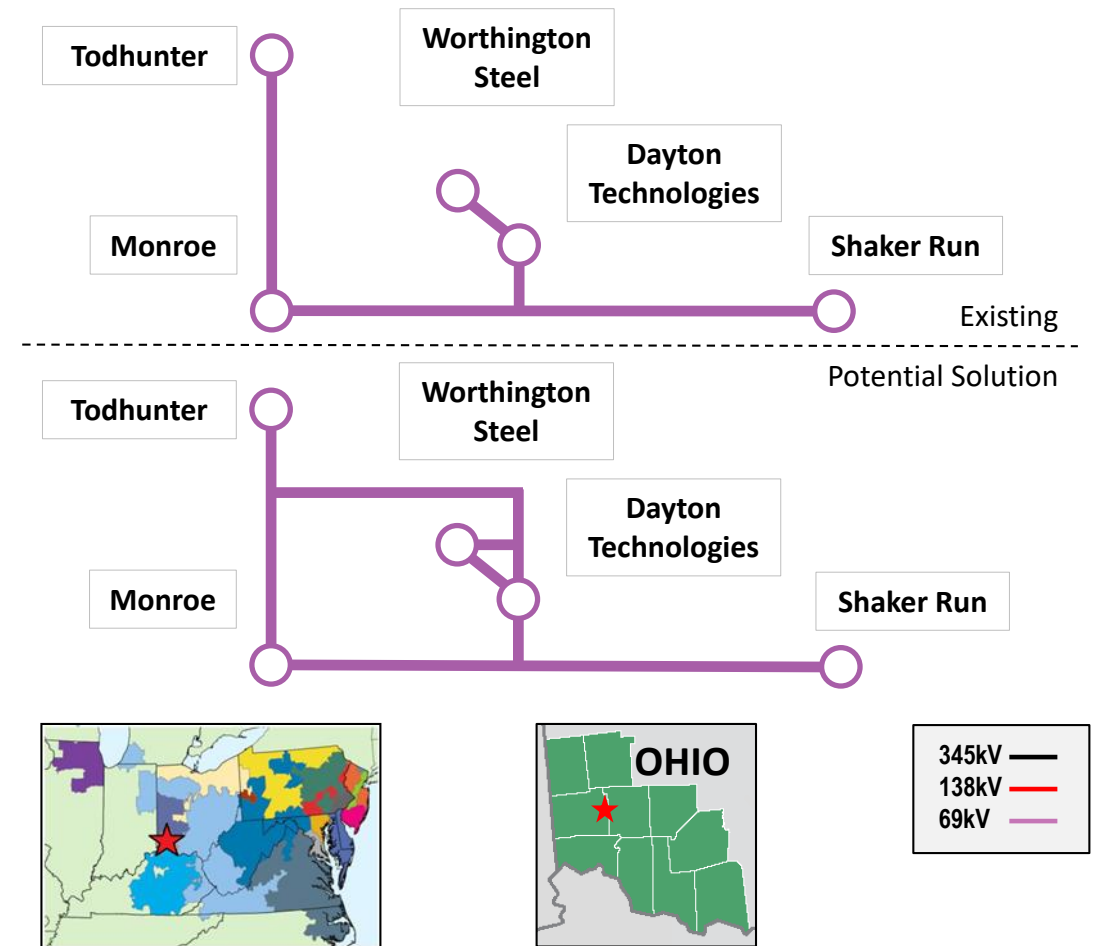 Todhunter
Worthington
Steel
Dayton
Technologies
Monroe
Shaker Run
Existing
Potential Solution
Todhunter
Worthington
Steel
Dayton
Technologies
Monroe
Shaker Run
OHIO
345kV
138kV
69kV